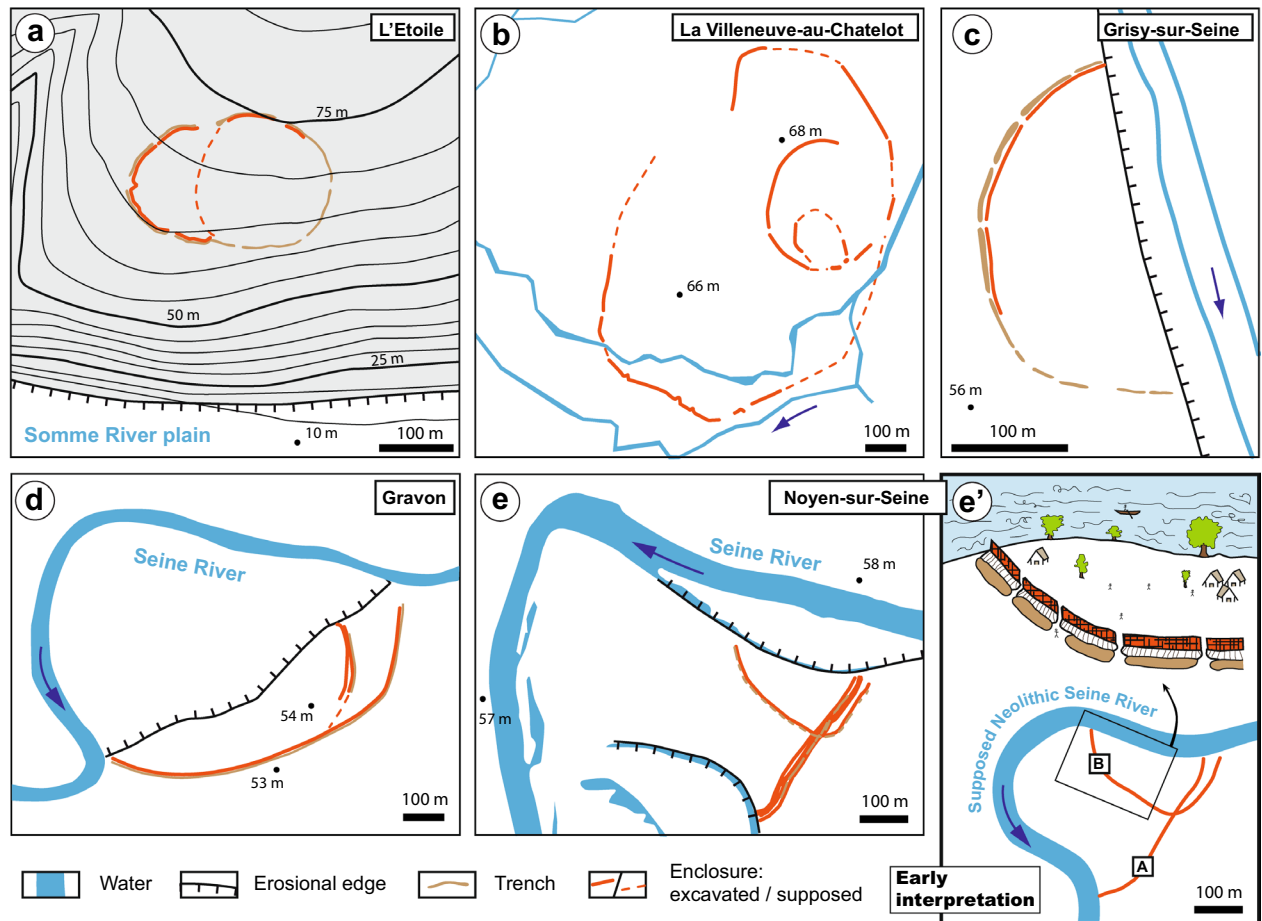 a
L'Etoile
75 m
50 m
25 m
Somme River plain
10 m
100 m
b
La Villeneuve-au-Chatelot
68 m
66 m
100 m
c
Grisy-sur-Seine
56 m
100 m
d
Gravon
Seine River
54 m
53 m
100 m
e
Noyen-sur-Seine
Seine River
58 m
57 m
100 m
e'
Supposed Neolithic Seine River
B
A
Early
interpretation
100 m
Water
Erosional edge
Trench
Enclosure:
excavated / supposed